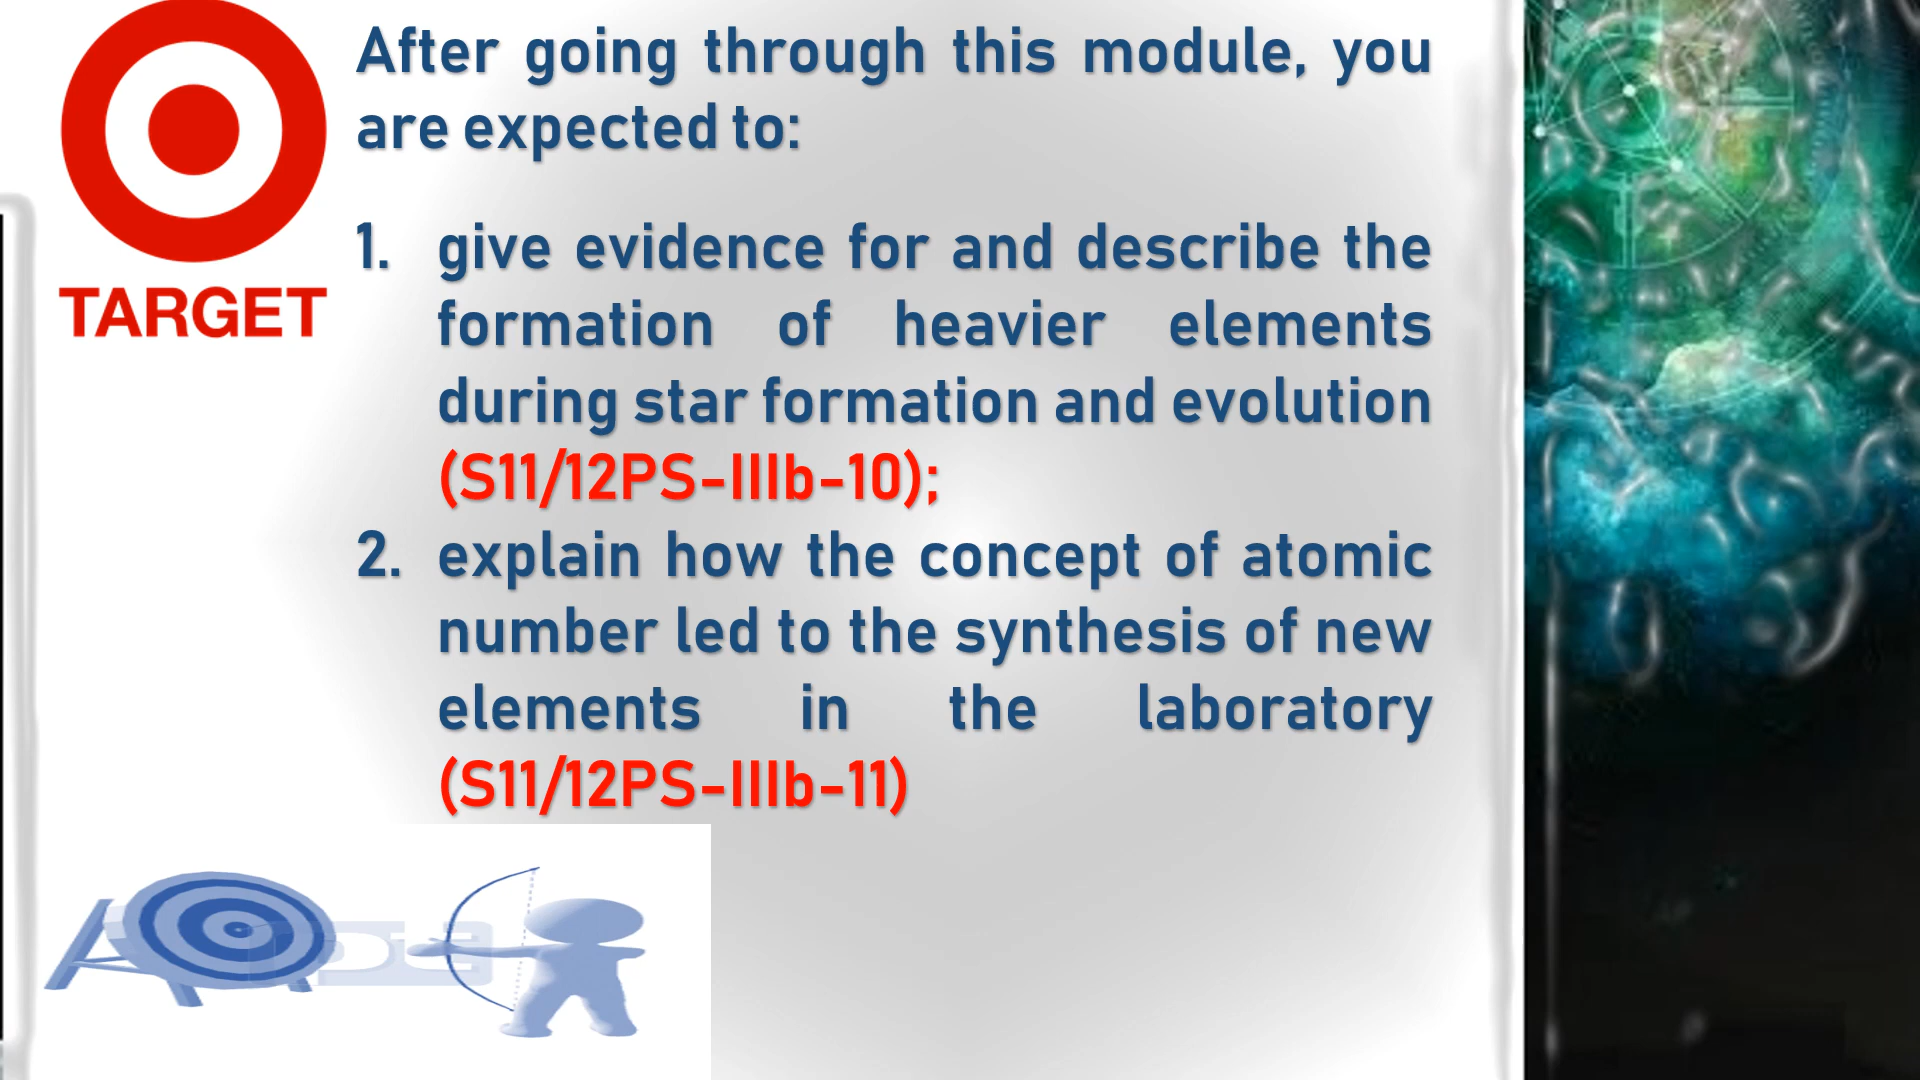 TARGET
After going through this module, you
are expected to:
1. give evidence for and describe the
formation of heavier elements
during star formation and evolution
(S11/12PS-IIIb-10);
2. explain how the concept of atomic
number led to the synthesis of new
elements in the laboratory
(S11/12PS-IIIb-11)